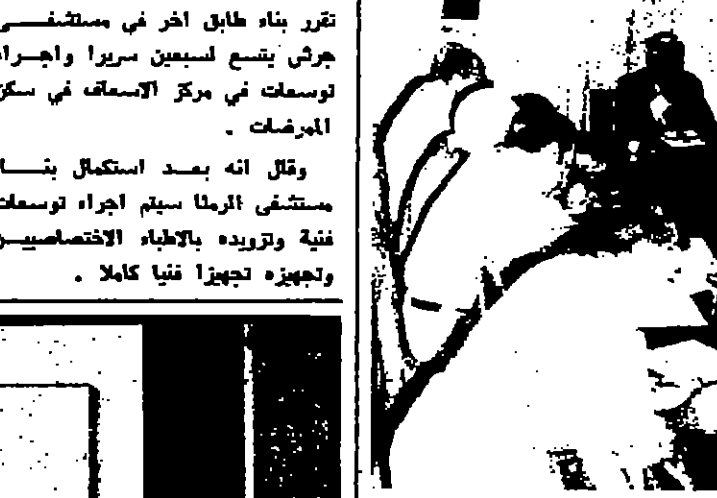 تقرر بناء طابق اخر في مستشفى
جرش يتسع لسبعين سريرا واجراء
توسعات في مركز الاسعاف في سكن
الممرضات .
وقال انه بعد استكمال بناء
مستشفى الرمثا سيتم اجراء توسعات
فنية وتزويده بالاطباء الاختصاصيين
وتجهيزه تجهيزا فنيا كاملا .